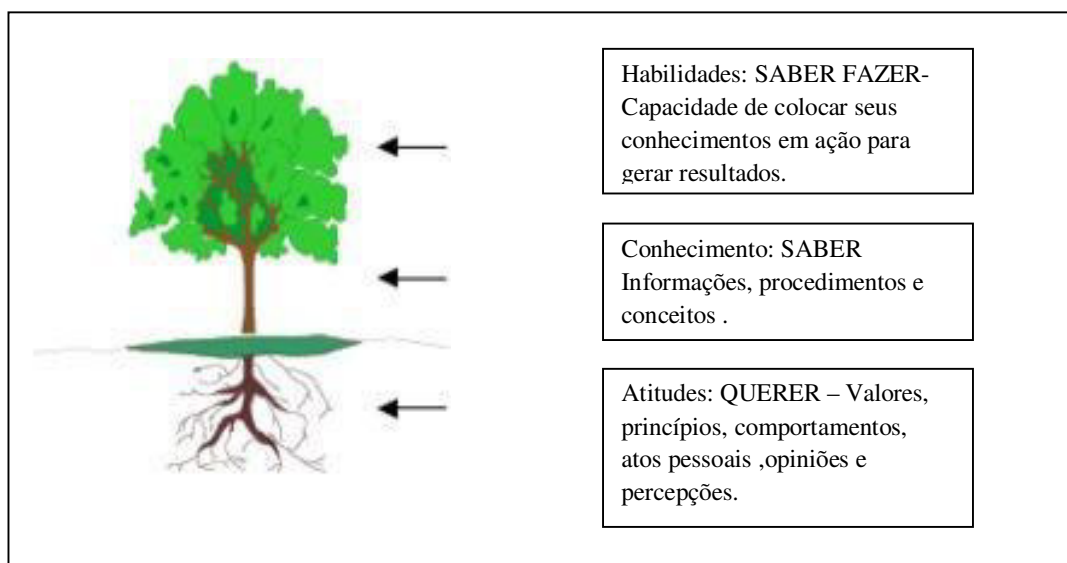 Habilidades: SABER FAZER-
Capacidade de colocar seus
conhecimentos em ação para
gerar resultados.
Conhecimento: SABER
Informações, procedimentos e
conceitos .
Atitudes: QUERER – Valores,
princípios, comportamentos,
atos pessoais ,opiniões e
percepções.